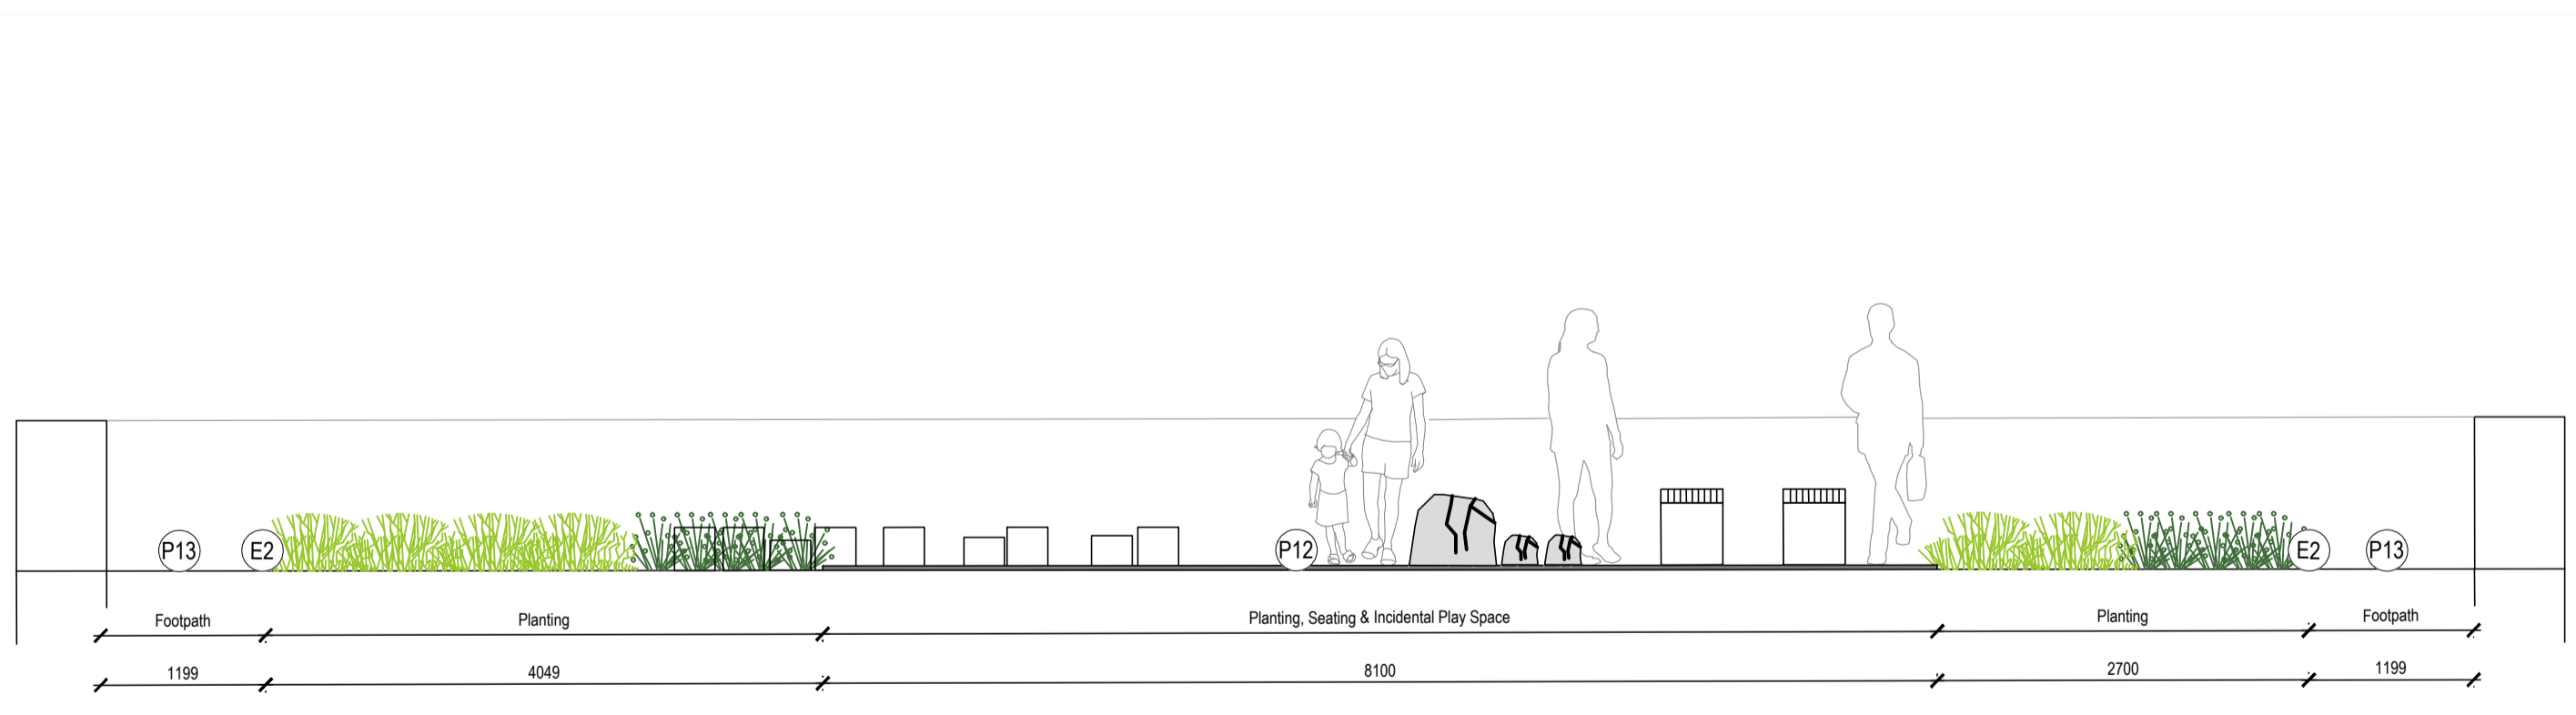 P13
E2
P12
E2
P13
Footpath
Planting
Planting, Seating & Incidental Play Space
Planting
Footpath
1199
4049
8100
2700
1199